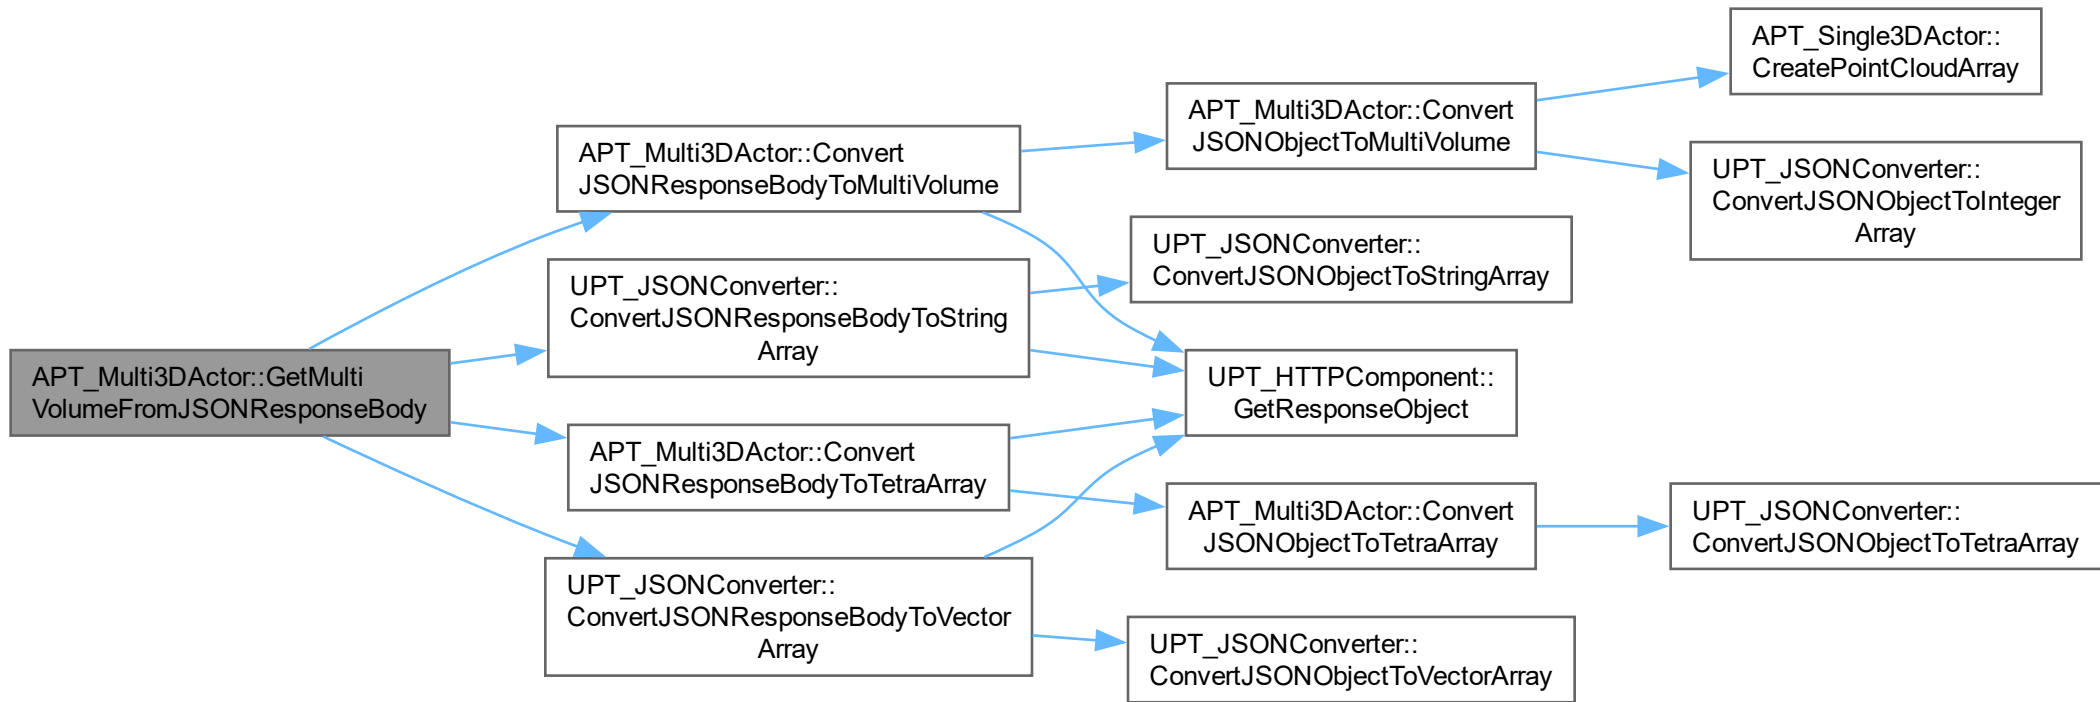 APT_Multi3DActor::GetMulti
VolumeFromJSONResponseBody
APT_Multi3DActor::Convert
JSONResponseBodyToMultiVolume
UPT_JSONConverter::
ConvertJSONResponseBodyToString
Array
APT_Multi3DActor::Convert
JSONResponseBodyToTetraArray
UPT_JSONConverter::
ConvertJSONResponseBodyToVector
Array
APT_Multi3DActor::Convert
JSONObjectToMultiVolume
UPT_JSONConverter::
ConvertJSONObjectToStringArray
UPT_HTTPComponent::
GetResponseObject
APT_Multi3DActor::Convert
JSONObjectToTetraArray
UPT_JSONConverter::
ConvertJSONObjectToVectorArray
APT_Single3DActor::
CreatePointCloudArray
UPT_JSONConverter::
ConvertJSONObjectToInteger
Array
UPT_JSONConverter::
ConvertJSONObjectToTetraArray